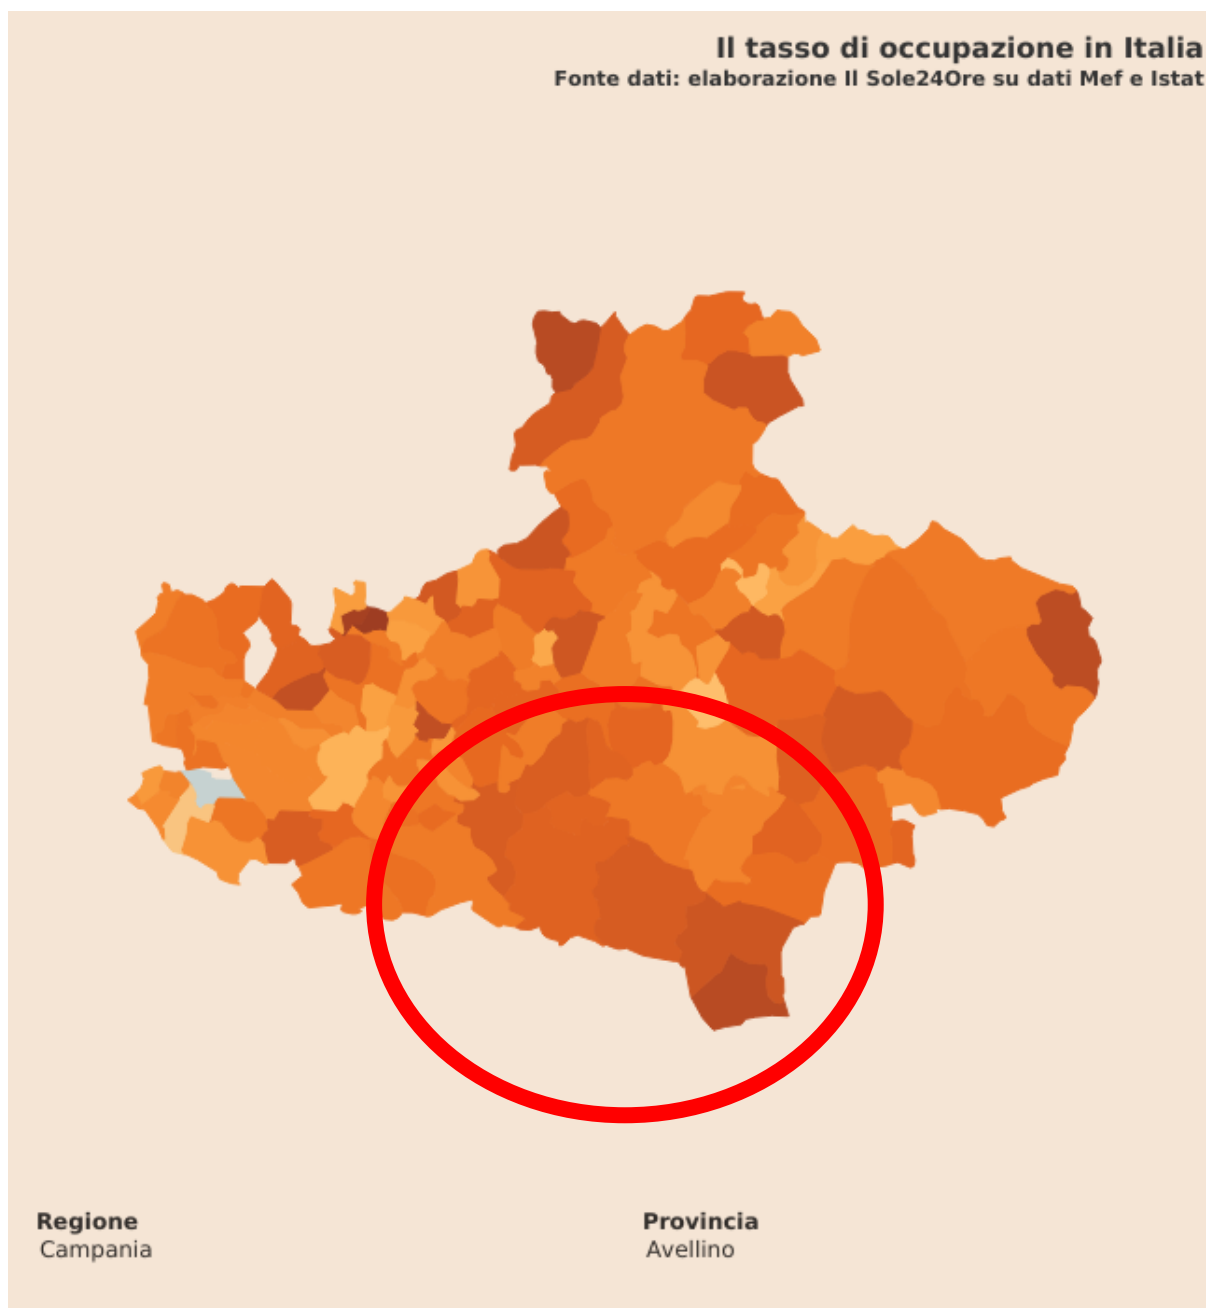 Il tasso di occupazione in Italia
Fonte dati: elaborazione Il Sole24Ore su dati Mef e Istat
Regione
Campania
Provincia
Avellino